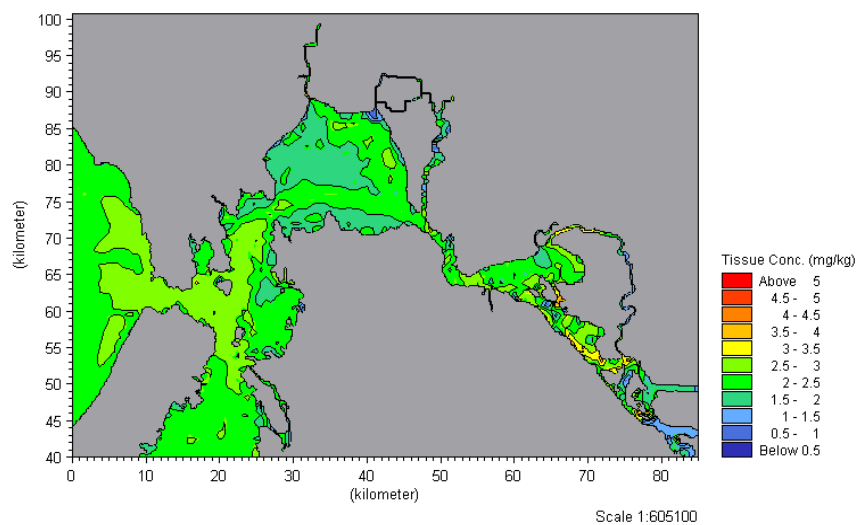 100
95
90
85
80
75
70
65
60
55
50
45
40
(kilometer)
0 10 20 30 40 50 60 70 80
(kilometer)
Scale 1:605100
Tissue Conc. (mg/kg)
Above 5
4.5 - 5
4 - 4.5
3.5 - 4
3 - 3.5
2.5 - 3
2 - 2.5
1.5 - 2
1 - 1.5
0.5 - 1
Below 0.5